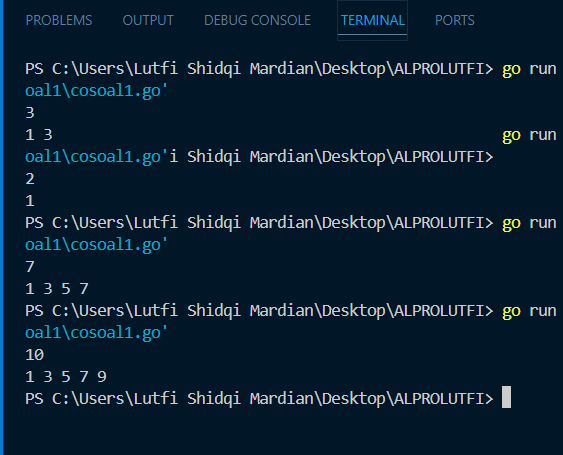 PROBLEMS OUTPUT DEBUG CONSOLE TERMINAL PORTS
PS C:\Users\Lutfi Shidqi Mardian\Desktop\ALPROLUTFI> go run
oal1\cosoal1.go'
3
1 3 go run
oal1\cosoal1.go'i Shidqi Mardian\Desktop\ALPROLUTFI>
2
1
PS C:\Users\Lutfi Shidqi Mardian\Desktop\ALPROLUTFI> go run
oal1\cosoal1.go'
7
1 3 5 7
PS C:\Users\Lutfi Shidqi Mardian\Desktop\ALPROLUTFI> go run
oal1\cosoal1.go'
10
1 3 5 7 9
PS C:\Users\Lutfi Shidqi Mardian\Desktop\ALPROLUTFI>